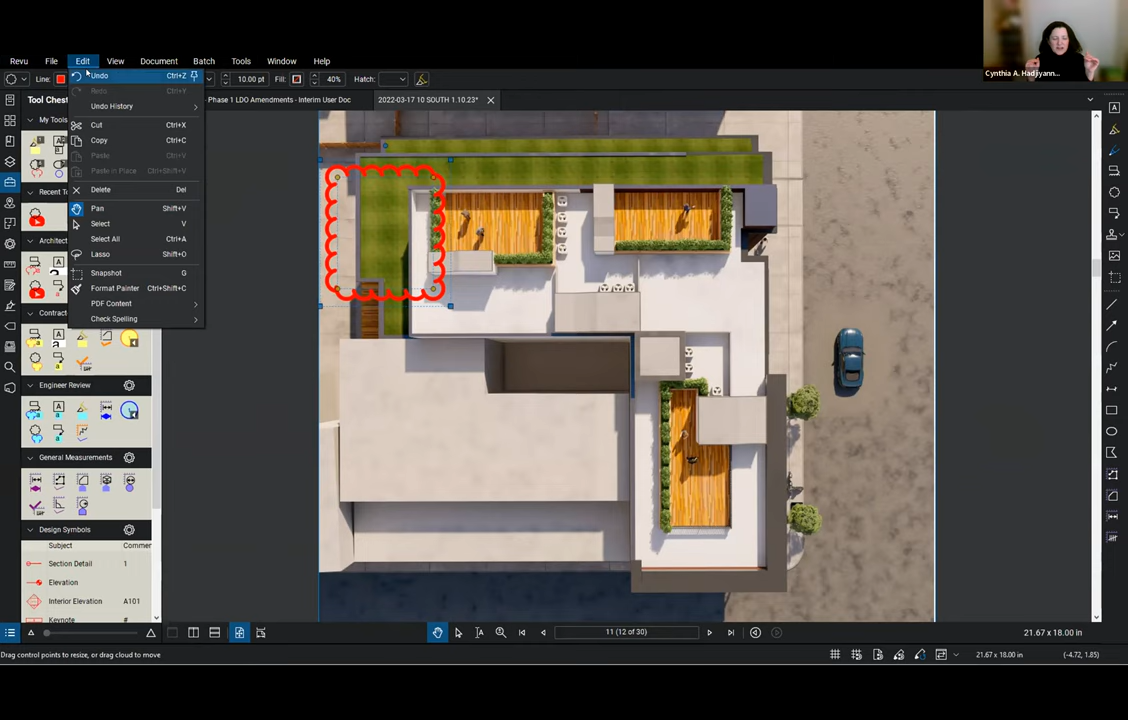 Cynthia A. Hadjiyann...
Revu File Edit View Document Batch Tools Window Help
Line: 10.00 pt Fill: 40% Hatch:
Tool Chest
- Phase 1 LDO Amendments - Interim User Doc
2022-03-17 10 SOUTH 1.10.23*
Undo Ctrl+Z
Redo Ctrl+Y
Undo History
Cut Ctrl+X
Copy Ctrl+C
Paste Ctrl+V
Paste in Place Ctrl+Shift+V
Delete Del
Pan Shift+V
Select V
Select All Ctrl+A
Lasso Shift+O
Snapshot G
Format Painter Ctrl+Shift+C
PDF Content
Check Spelling
My Tools
Recent To
Architect
Contract
Engineer Review
General Measurements
Design Symbols
Subject Commer
Section Detail 1
Elevation
Interior Elevation A101
Keynote #
11 (12 of 30)
21.67 x 18.00 in
Drag control points to resize, or drag cloud to move
21.67 x 18.00 in
(-4.72, 1.85)